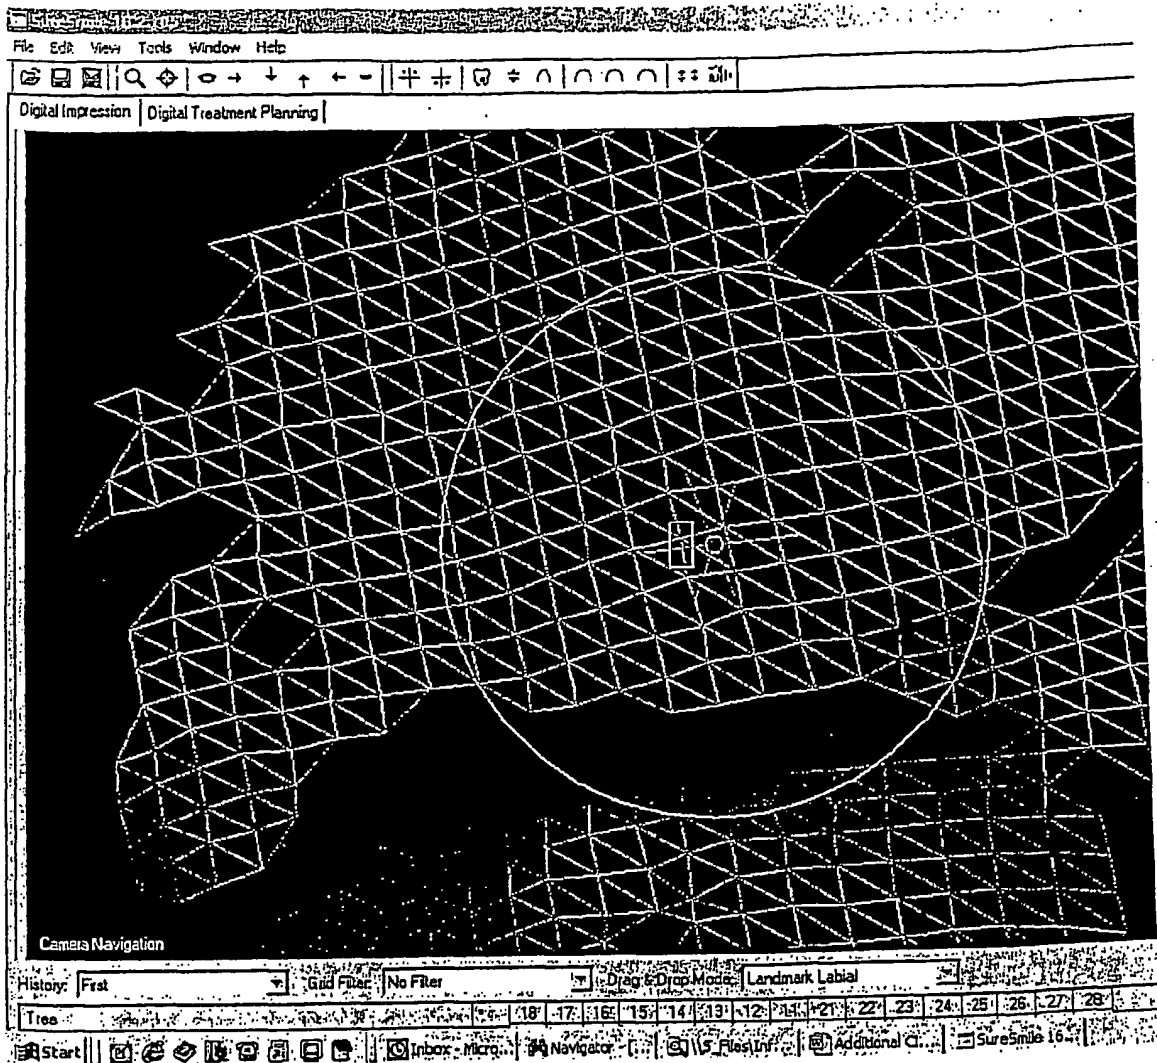 File Edit View Tools Window Help
Digital Impression Digital Treatment Planning
Camera Navigation
History: First Grid Filter: No Filter Drag & Drop Mode: Landmark Labial
Tree 18 17 16 15 14 13 12 11 21 22 23 24 25 26 27 28
Start Inbox - Micro... Navigator - [... Additional Cl... SureSmile 16...